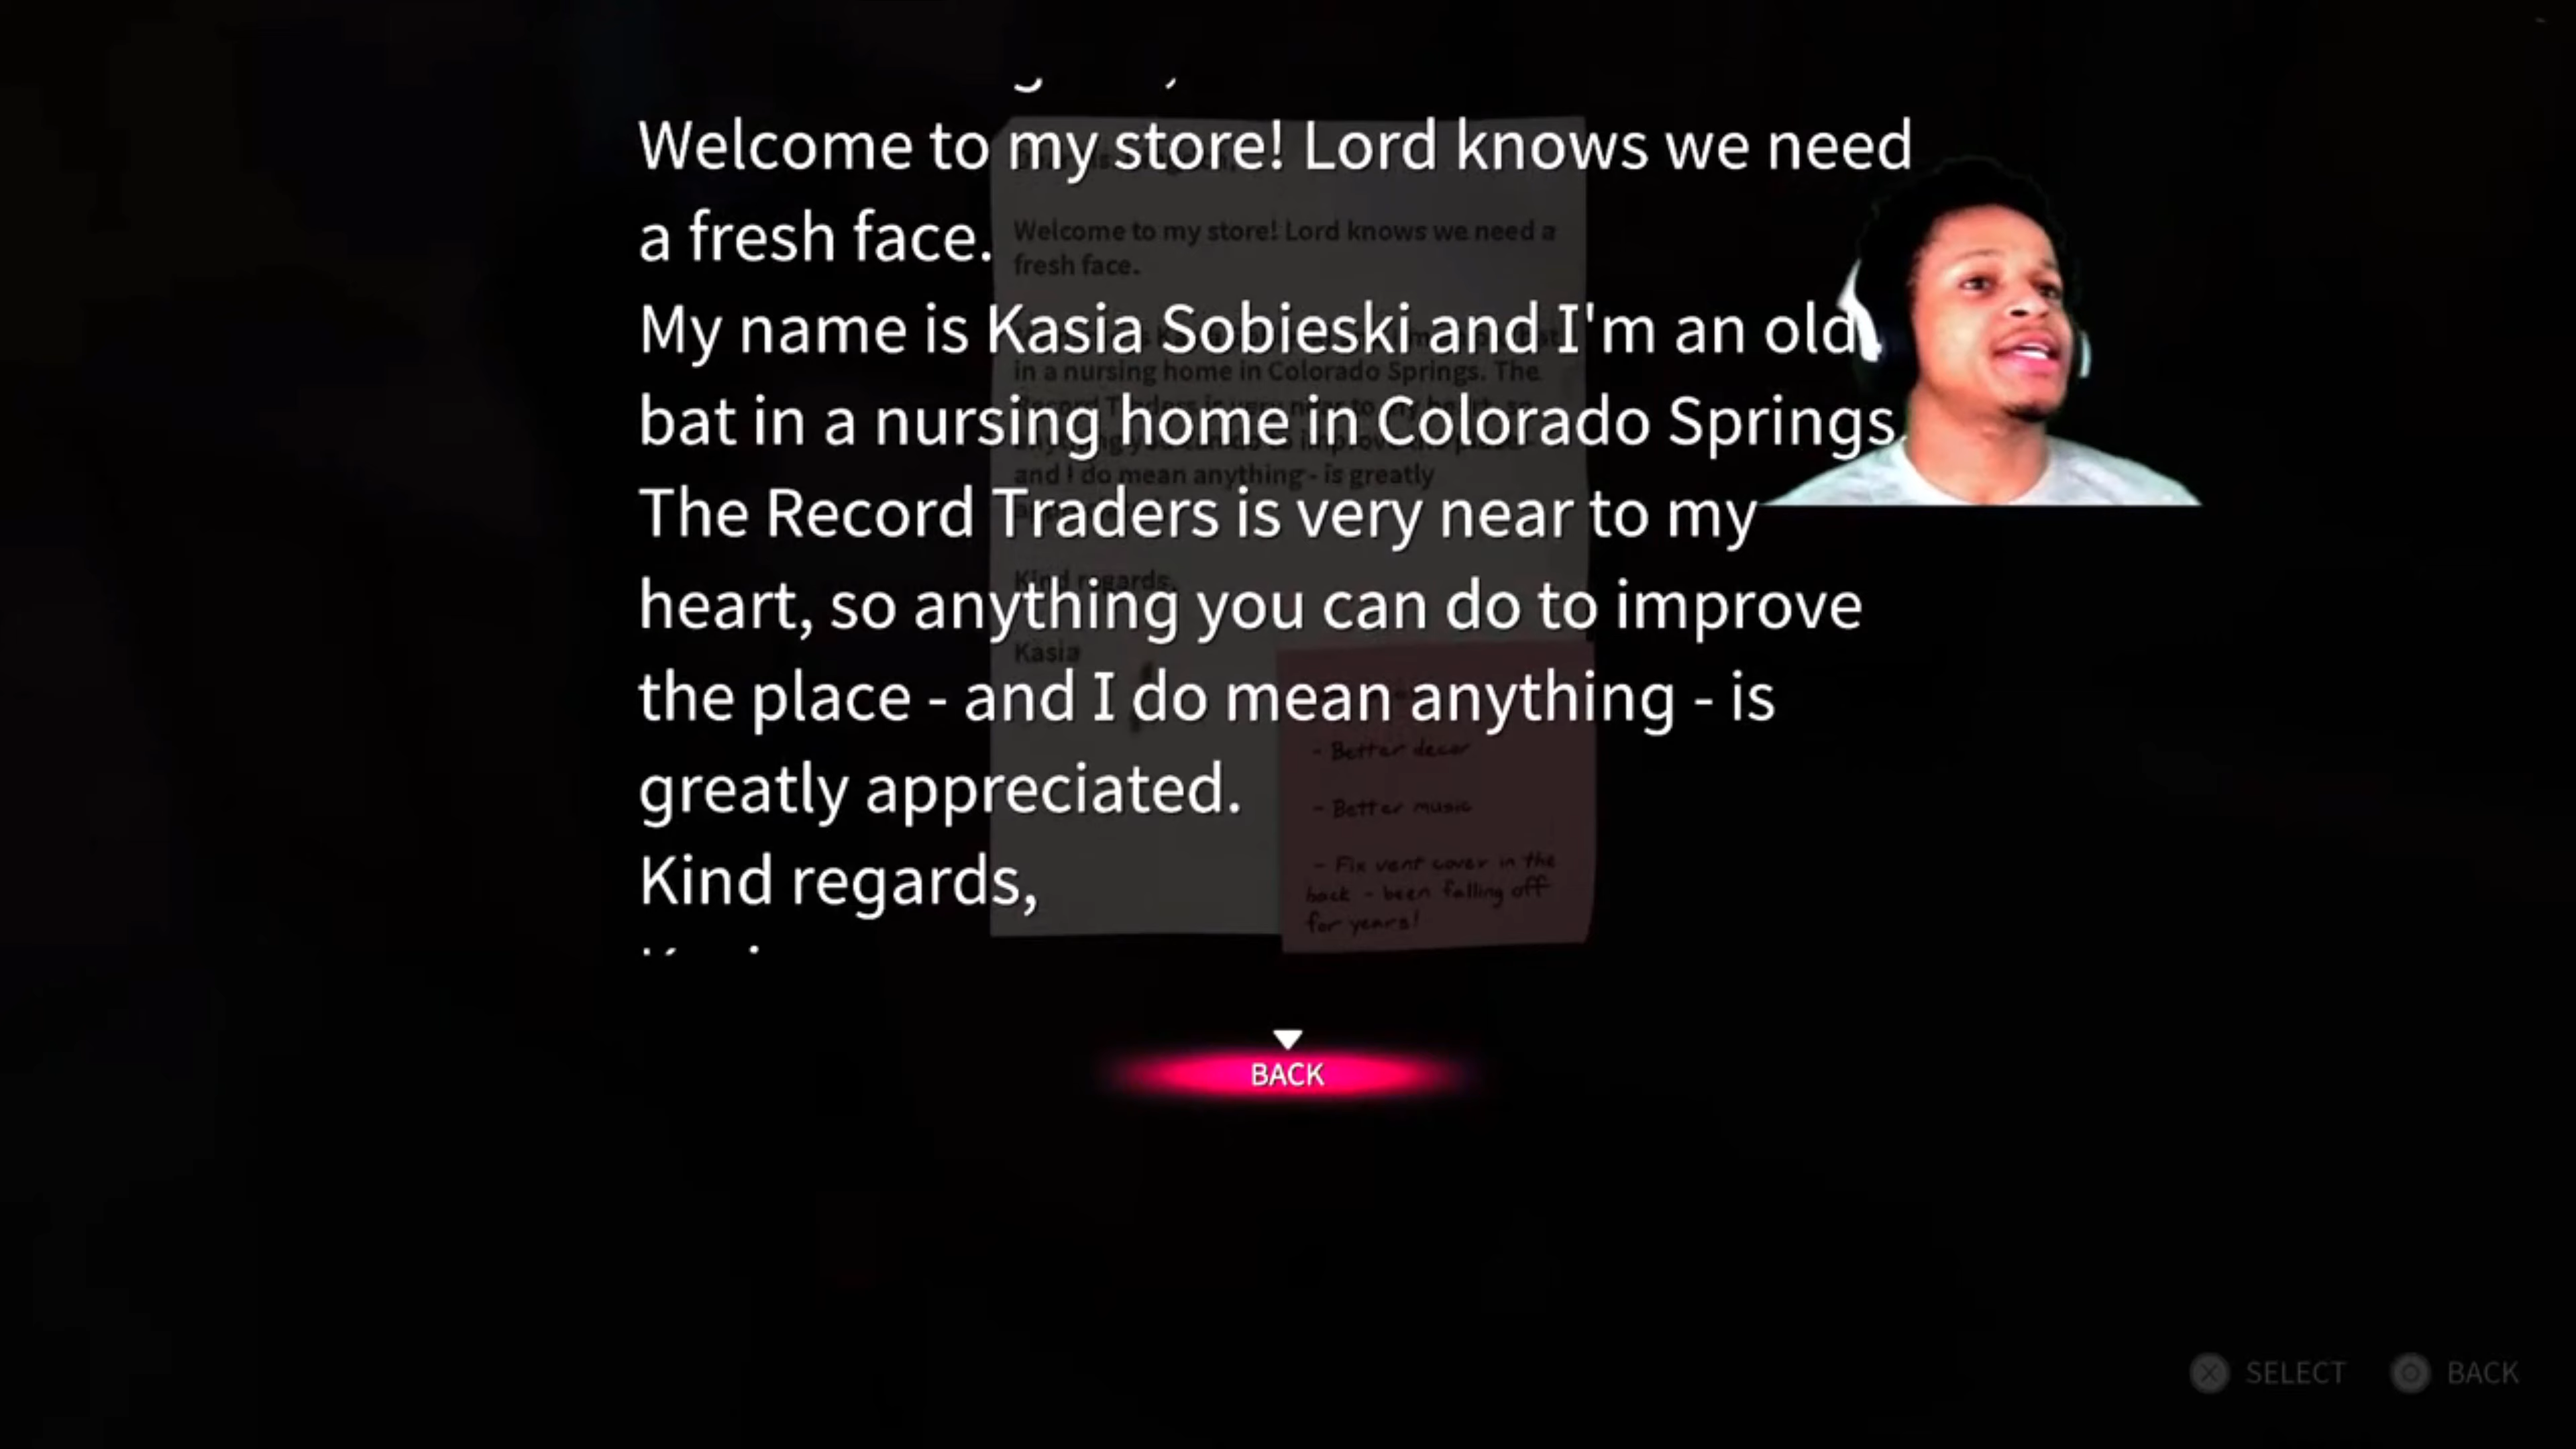 Welcome to my store! Lord knows we need
a fresh face.
My name is Kasia Sobieski and I'm an old
bat in a nursing home in Colorado Springs.
The Record Traders is very near to my
heart, so anything you can do to improve
the place - and I do mean anything - is
greatly appreciated.
Kind regards,
Welcome to my store! Lord knows we need a
fresh face.
in a nursing home in Colorado Springs. The
and I do mean anything - is greatly
Kind regards,
Kasia
- Better decor
- Better music
- Fix vent cover in the
back - been falling off
for years!
BACK
SELECT BACK